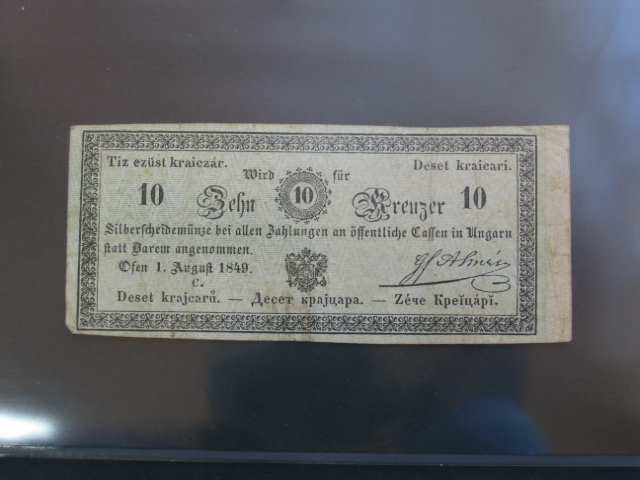 Tiz ezüst kraiczár. Deset kraicari.
Wird 10 für
10 Zehn Kreuzer 10
Silberscheidemünze bei allen Zahlungen an öffentliche Cassen in Ungarn
statt Barem angenommen.
Ofen 1. August 1849.
C.
Deset krajcarů. — Десет крајцара. — Zéче Креīцарī.